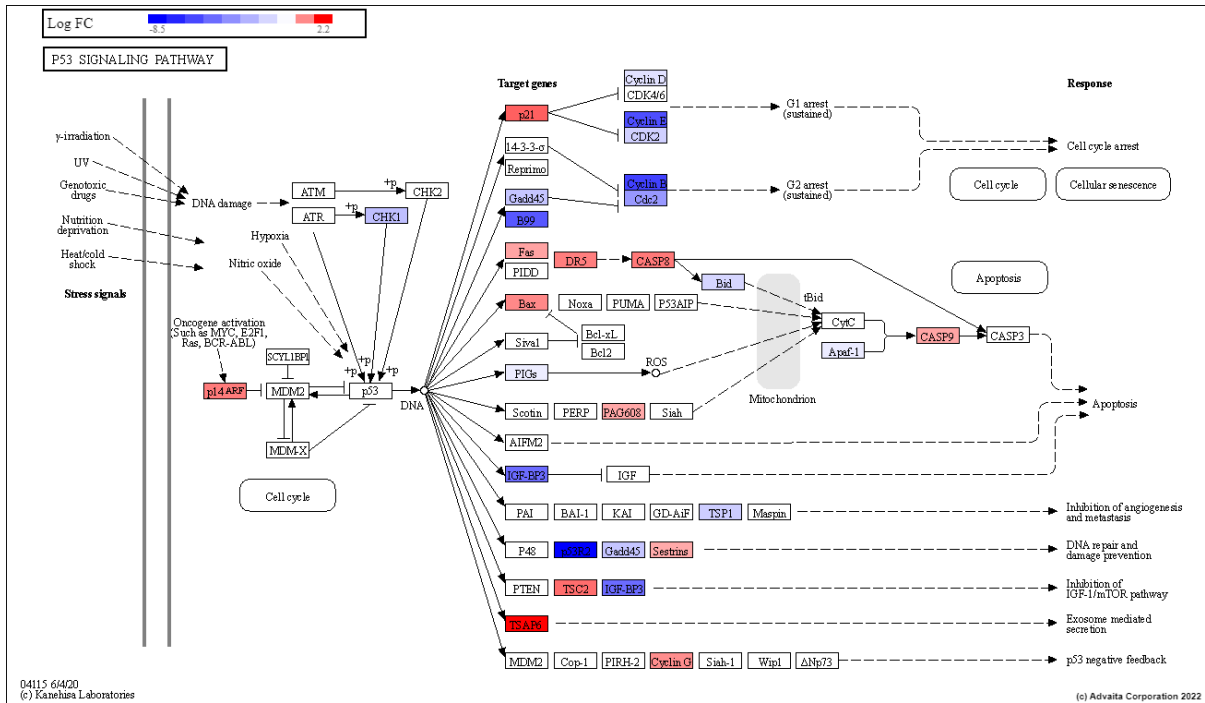 Log FC
-8.5 2.2
P53 SIGNALING PATHWAY
Target genes
Response
Cyclin D
CDK4/6
p21
Cyclin E
CDK2
G1 arrest
(sustained)
γ-irradiation
UV
Genotoxic
drugs
Nutrition
deprivation
Heat/cold
shock
Stress signals
DNA damage
ATM
+p
CHK2
ATR
+p
CHK1
Hypoxia
Nitric oxide
14-3-3-σ
Reprimo
Gadd45
B99
Cyclin B
Cdc2
G2 arrest
(sustained)
Cell cycle arrest
Cell cycle
Cellular senescence
Fas
PIDD
DR5
CASP8
Bid
tBid
Apoptosis
Bax
Noxa
PUMA
P53AIP
Bcl-xL
Bcl2
Siva1
CytC
CASP9
CASP3
Apaf-1
PIGs
ROS
Mitochondrion
Oncogene activation
(Such as MYC, E2F1,
Ras, BCR-ABL)
SCYL1BP1
+p
+p
+p
p14ARF
MDM2
p53
DNA
MDM-X
Cell cycle
Scotin
PERP
PAG608
Siah
Apoptosis
AIFM2
IGF-BP3
IGF
PAI
BAI-1
KAI
GD-AiF
TSP1
Maspin
Inhibition of angiogenesis
and metastasis
P48
Gadd45
Sestrins
DNA repair and
damage prevention
PTEN
TSC2
IGF-BP3
Inhibition of
IGF-1/mTOR pathway
TSAP6
Exosome mediated
secretion
MDM2
Cop-1
PIRH-2
Cyclin G
Siah-1
Wip1
ΔNp73
p53 negative feedback
04115 6/4/20
(c) Kanehisa Laboratories
(c) Advaita Corporation 2022